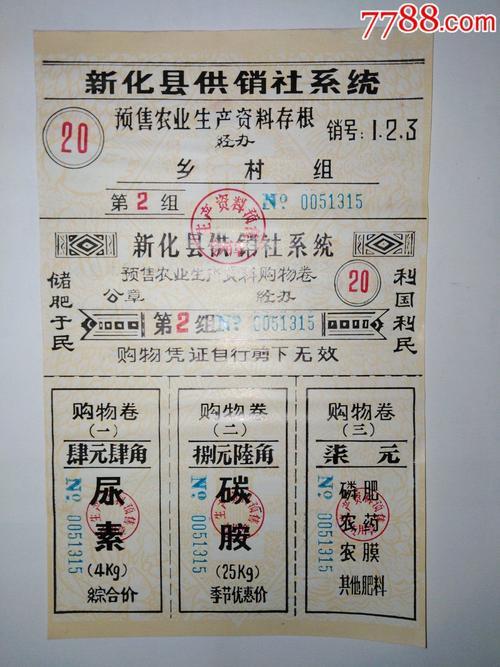 7788.com
新化县供销社系统
20
预售农业生产资料存根
销号:1.2.3
经办
乡 村 组
第2组
№ 0051315
生产资料预
新化县供销社系统
预售农业生产资料购物卷
公章 经办
20
储肥于民
利国利民
第2组 № 0051315
购物凭证自行剪下无效
购物卷
(一)
肆元肆角
尿素
(4Kg)
綜合价
№ 0051315
购物卷
(二)
捌元陆角
碳胺
(25Kg)
季节优惠价
№ 0051315
购物卷
(三)
柒元
磷肥
农药
农膜
其他肥料
№ 0051315